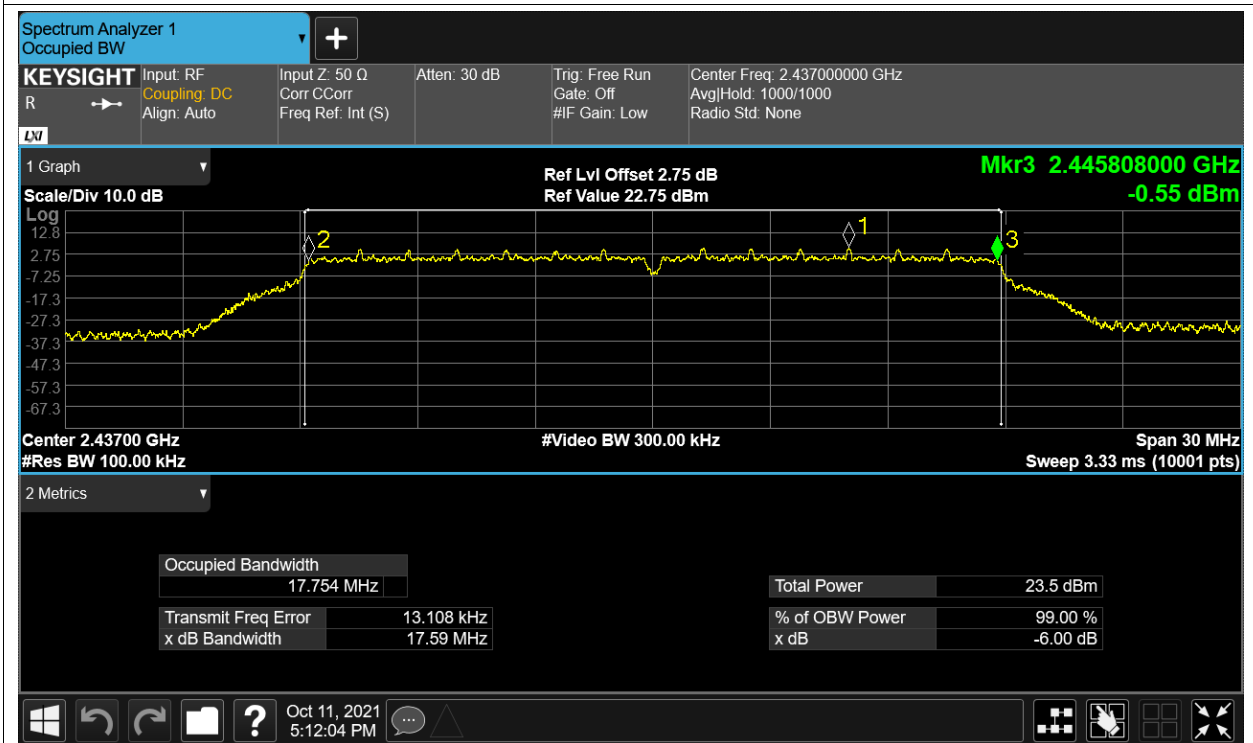 Spectrum Analyzer 1
Occupied BW
KEYSIGHT
R
LXI
Input: RF
Coupling: DC
Align: Auto
Input Z: 50 Ω
Corr CCorr
Freq Ref: Int (S)
Atten: 30 dB
Trig: Free Run
Gate: Off
#IF Gain: Low
Center Freq: 2.437000000 GHz
Avg|Hold: 1000/1000
Radio Std: None
1 Graph
Scale/Div 10.0 dB
Ref Lvl Offset 2.75 dB
Ref Value 22.75 dBm
Mkr3 2.445808000 GHz
-0.55 dBm
Log
12.8
2.75
-7.25
-17.3
-27.3
-37.3
-47.3
-57.3
-67.3
2
1
3
Center 2.43700 GHz
#Video BW 300.00 kHz
Span 30 MHz
#Res BW 100.00 kHz
Sweep 3.33 ms (10001 pts)
2 Metrics
Occupied Bandwidth
17.754 MHz
Total Power 23.5 dBm
Transmit Freq Error 13.108 kHz
% of OBW Power 99.00 %
x dB Bandwidth 17.59 MHz
x dB -6.00 dB
?
Oct 11, 2021
5:12:04 PM